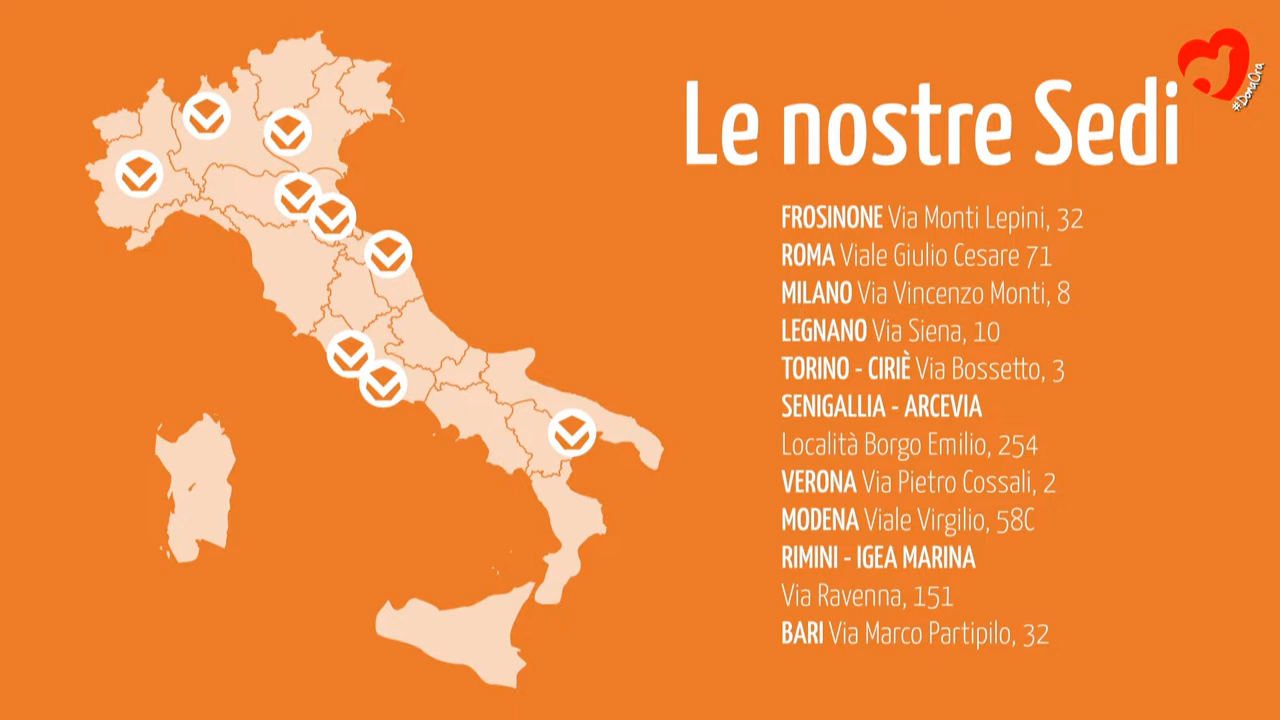 Le nostre Sedi
#DonaOra
FROSINONE Via Monti Lepini, 32
ROMA Viale Giulio Cesare 71
MILANO Via Vincenzo Monti, 8
LEGNANO Via Siena, 10
TORINO - CIRIÈ Via Bossetto, 3
SENIGALLIA - ARCEVIA
Località Borgo Emilio, 254
VERONA Via Pietro Cossali, 2
MODENA Viale Virgilio, 58C
RIMINI - IGEA MARINA
Via Ravenna, 151
BARI Via Marco Partipilo, 32